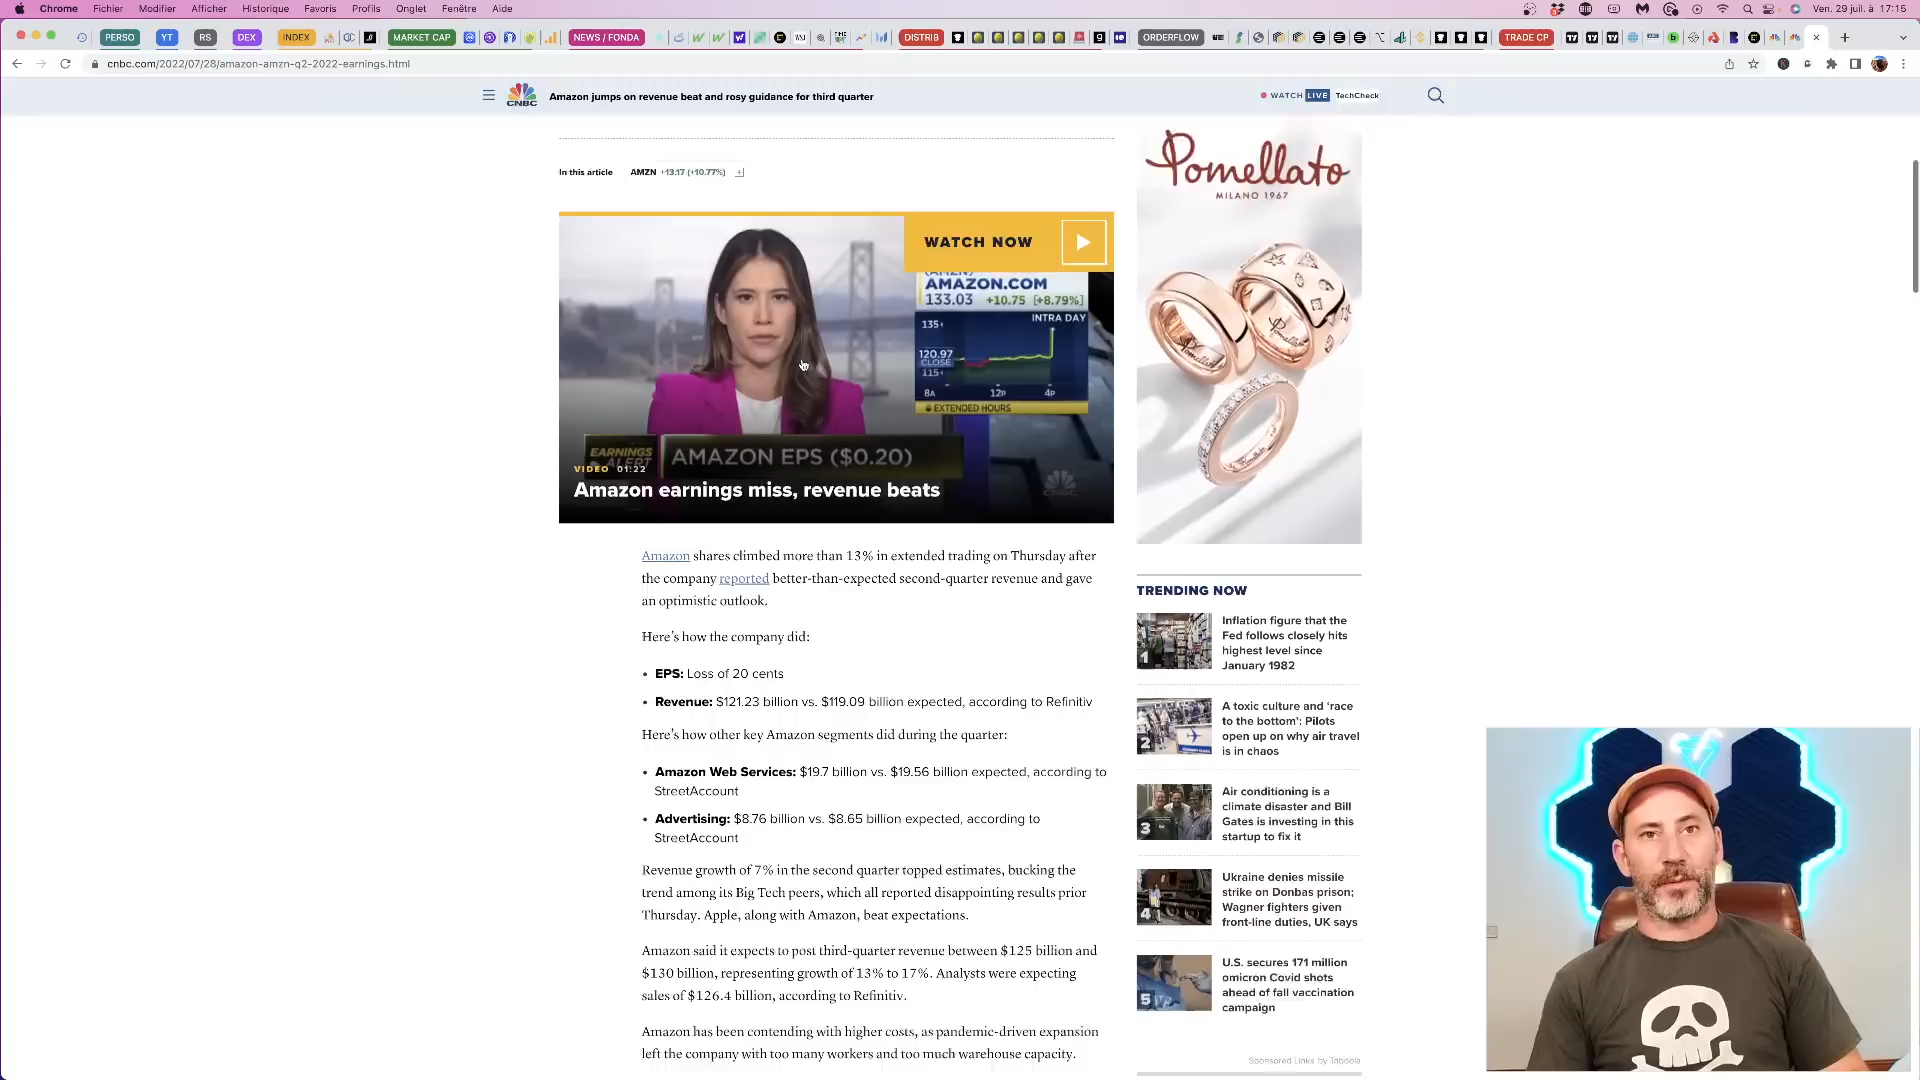 Chrome Fichier Modifier Afficher Historique Favoris Profils Onglet Fenêtre Aide Ven. 29 juil. à 17:15
PERSO YT RS DEX INDEX MARKET CAP NEWS / FONDA DISTRIB ORDERFLOW TRADE CP
cnbc.com/2022/07/28/amazon-amzn-q2-2022-earnings.html
CNBC Amazon jumps on revenue beat and rosy guidance for third quarter WATCH LIVE TechCheck
In this article AMZN +13.17 (+10.77%)
WATCH NOW
(AMZN)
AMAZON.COM
133.03 +10.75 [+8.79%]
INTRA DAY
135
120.97
CLOSE
115
8A 12P 4P
EXTENDED HOURS
EARNINGS
ALERT
AMAZON EPS ($0.20)
VIDEO 01:22
Amazon earnings miss, revenue beats
CNBC
Amazon shares climbed more than 13% in extended trading on Thursday after
the company reported better-than-expected second-quarter revenue and gave
an optimistic outlook.
Here's how the company did:
• EPS: Loss of 20 cents
• Revenue: $121.23 billion vs. $119.09 billion expected, according to Refinitiv
Here's how other key Amazon segments did during the quarter:
• Amazon Web Services: $19.7 billion vs. $19.56 billion expected, according to
StreetAccount
• Advertising: $8.76 billion vs. $8.65 billion expected, according to
StreetAccount
Revenue growth of 7% in the second quarter topped estimates, bucking the
trend among its Big Tech peers, which all reported disappointing results prior
Thursday. Apple, along with Amazon, beat expectations.
Amazon said it expects to post third-quarter revenue between $125 billion and
$130 billion, representing growth of 13% to 17%. Analysts were expecting
sales of $126.4 billion, according to Refinitiv.
Amazon has been contending with higher costs, as pandemic-driven expansion
left the company with too many workers and too much warehouse capacity.
Pomellato
MILANO 1967
Pomellato
Pomellato
TRENDING NOW
1
Inflation figure that the
Fed follows closely hits
highest level since
January 1982
2
A toxic culture and 'race
to the bottom': Pilots
open up on why air travel
is in chaos
3
Air conditioning is a
climate disaster and Bill
Gates is investing in this
startup to fix it
4
Ukraine denies missile
strike on Donbas prison;
Wagner fighters given
front-line duties, UK says
5
U.S. secures 171 million
omicron Covid shots
ahead of fall vaccination
campaign
Sponsored Links by Taboola